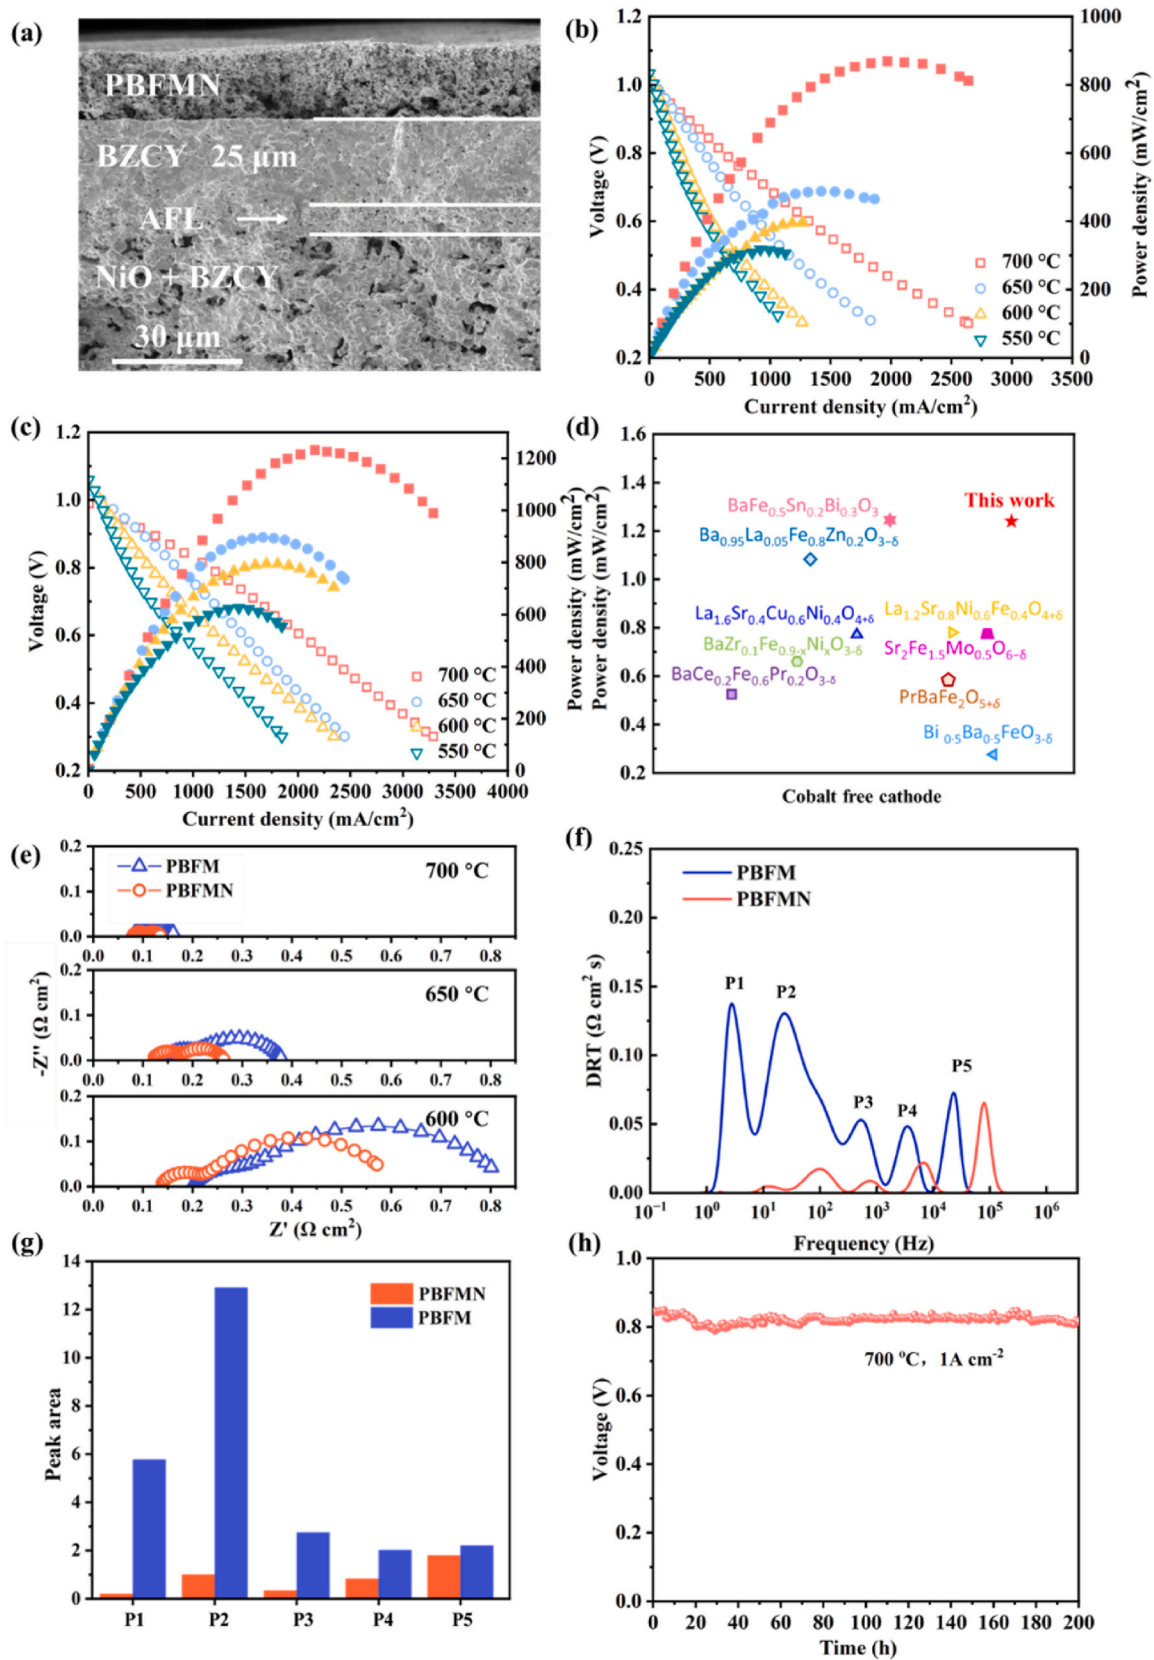 (a)
PBFMN
BZCY 25 μm
AFL
NiO + BZCY
30 μm
(b)
1.2
1.0
0.8
0.6
0.4
0.2
Voltage (V)
1000
800
600
400
200
0
Power density (mW/cm²)
700 °C
650 °C
600 °C
550 °C
0 500 1000 1500 2000 2500 3000 3500
Current density (mA/cm²)
(c)
1.2
1.0
0.8
0.6
0.4
0.2
Voltage (V)
1200
1000
800
600
400
200
0
Power density (mW/cm²)
700 °C
650 °C
600 °C
550 °C
0 500 1000 1500 2000 2500 3000 3500 4000
Current density (mA/cm²)
(d)
1.6
1.4
1.2
1.0
0.8
0.6
0.4
0.2
Power density (mW/cm²)
This work
BaFe₀.₅Sn₀.₂Bi₀.₃O₃
Ba₀.₉₅La₀.₀₅Fe₀.₈Zn₀.₂O₃₋δ
La₁.₆Sr₀.₄Cu₀.₆Ni₀.₄O₄₊δ
La₁.₂Sr₀.₈Ni₀.₆Fe₀.₄O₄₊δ
BaZr₀.₁Fe₀.₉₋ₓNiₓO₃₋δ
Sr₂Fe₁.₅Mo₀.₅O₆₋δ
BaCe₀.₂Fe₀.₆Pr₀.₂O₃₋δ
PrBaFe₂O₅₊δ
Bi ₀.₅Ba₀.₅FeO₃₋δ
Cobalt free cathode
(e)
0.2
0.1
0.0
PBFM
PBFMN
700 °C
0.0 0.1 0.2 0.3 0.4 0.5 0.6 0.7 0.8
0.2
0.1
0.0
650 °C
0.0 0.1 0.2 0.3 0.4 0.5 0.6 0.7 0.8
0.2
0.1
0.0
600 °C
0.0 0.1 0.2 0.3 0.4 0.5 0.6 0.7 0.8
-Z'' (Ω cm²)
Z' (Ω cm²)
(f)
0.25
0.20
0.15
0.10
0.05
0.00
DRT (Ω cm² s)
PBFM
PBFMN
P1
P2
P3
P4
P5
10⁻¹ 10⁰ 10¹ 10² 10³ 10⁴ 10⁵ 10⁶
Frequency (Hz)
(g)
14
12
10
8
6
4
2
0
Peak area
PBFMN
PBFM
P1 P2 P3 P4 P5
(h)
1.0
0.8
0.6
0.4
0.2
0.0
Voltage (V)
700 °C, 1A cm⁻²
0 20 40 60 80 100 120 140 160 180 200
Time (h)